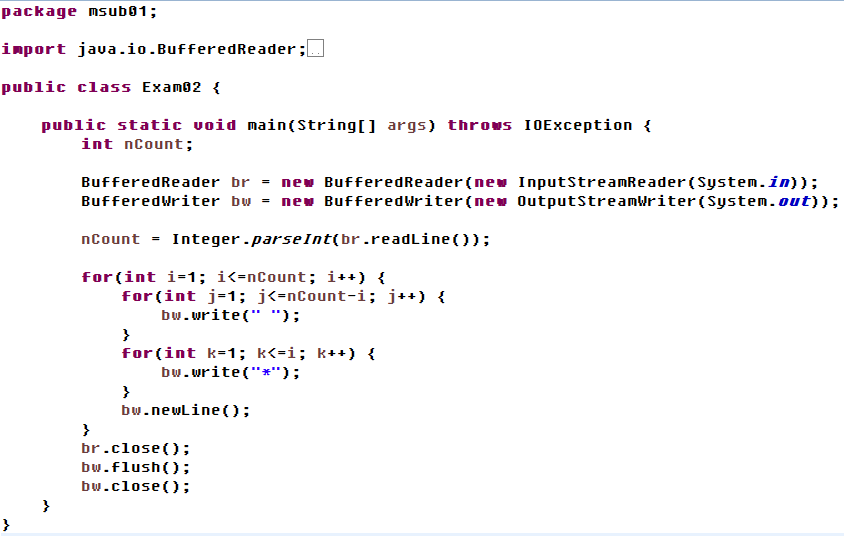 package msub01;
import java.io.BufferedReader;
public class Exam02 {
public static void main(String[] args) throws IOException {
int nCount;
BufferedReader br = new BufferedReader(new InputStreamReader(System.in));
BufferedWriter bw = new BufferedWriter(new OutputStreamWriter(System.out));
nCount = Integer.parseInt(br.readLine());
for(int i=1; i<=nCount; i++) {
for(int j=1; j<=nCount-i; j++) {
bw.write(" ");
}
for(int k=1; k<=i; k++) {
bw.write("*");
}
bw.newLine();
}
br.close();
bw.flush();
bw.close();
}
}